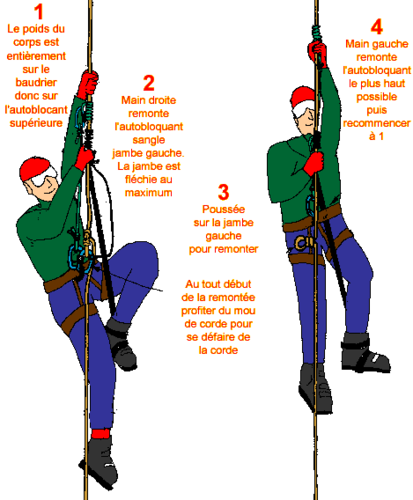 1
Le poids du
corps est
entièrement
sur le
baudrier
donc sur
l'autoblocant
supérieure
2
Main droite
remonte
l'autobloquant
sangle
jambe gauche.
La jambe est
fléchie au
maximum
3
Poussée
sur la jambe
gauche
pour remonter
Au tout début
de la remontée
profiter du mou
de corde pour
se défaire de
la corde
4
Main gauche
remonte
l'autobloquant
le plus haut
possible
puis
recommencer
à 1